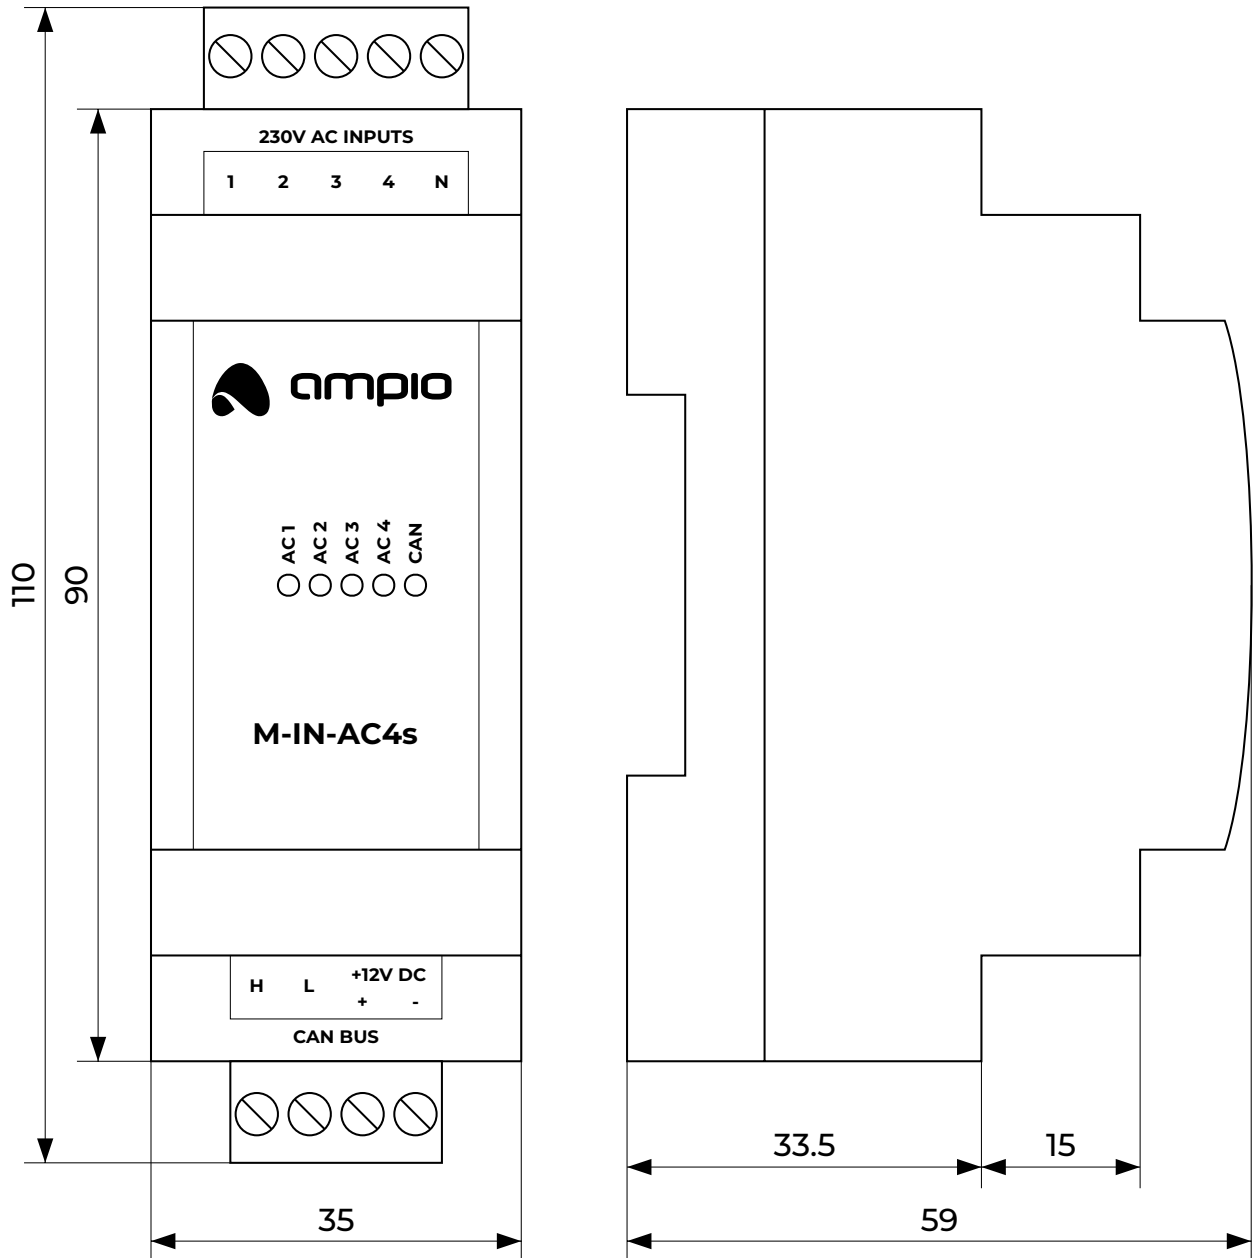 230V AC INPUTS
1 2 3 4 N
ampio
AC 1
AC 2
AC 3
AC 4
CAN
110
90
M-IN-AC4s
H L +12V DC
+ -
CAN BUS
33.5
15
35
59